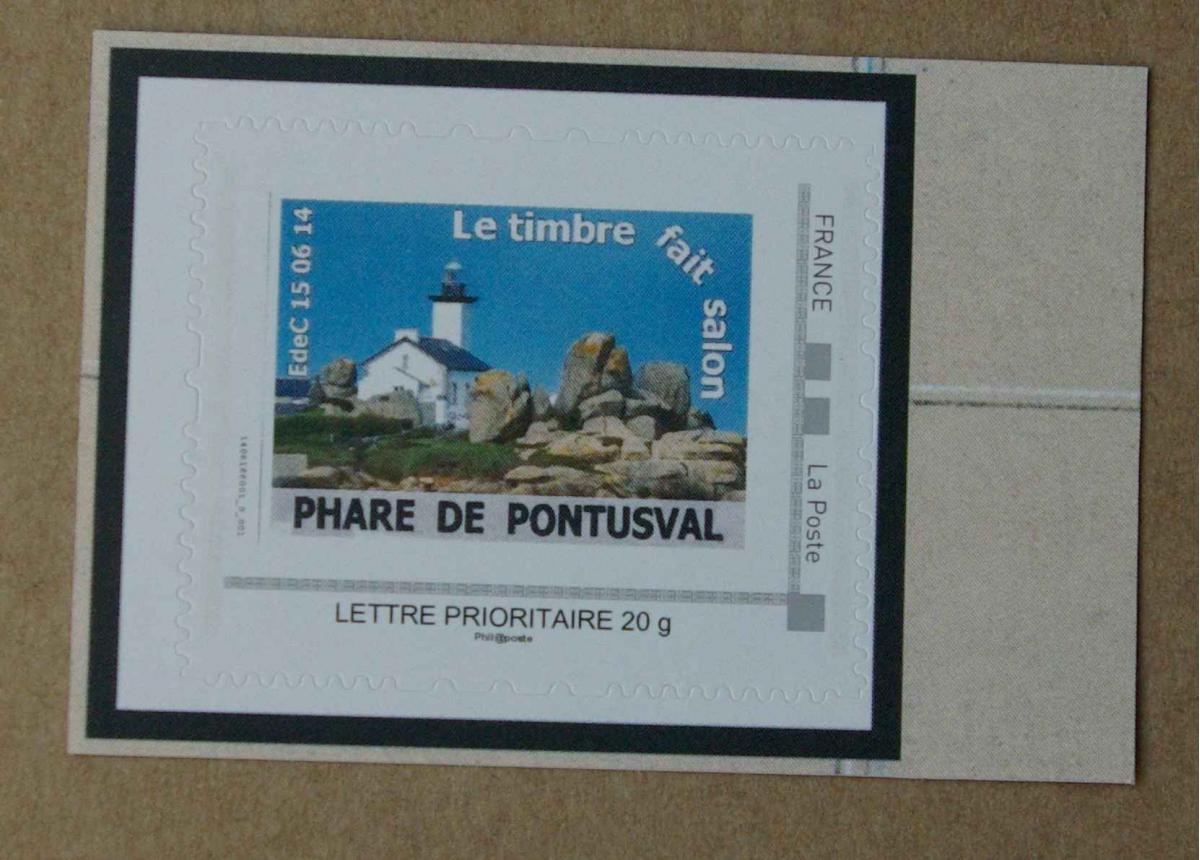 Le timbre fait salon
EdeC 15 06 14
PHARE DE PONTUSVAL
FRANCE
La Poste
LETTRE PRIORITAIRE 20 g
Phil@poste